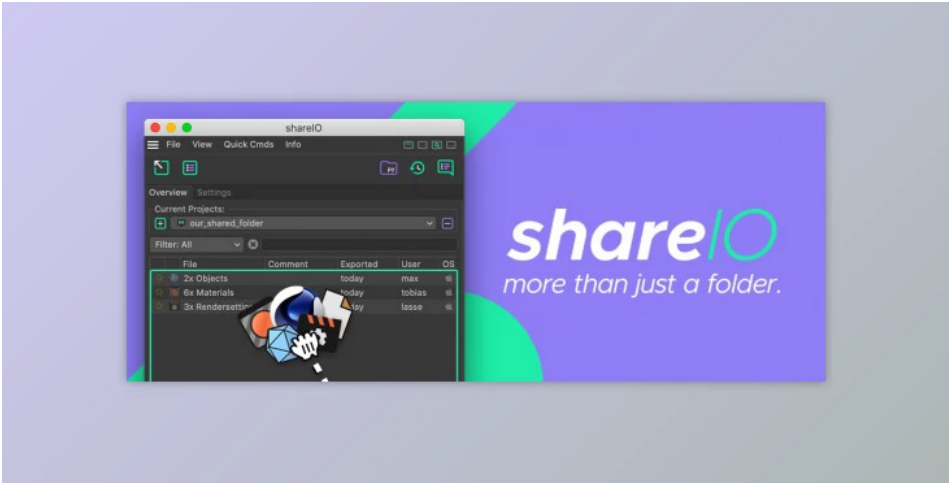 shareIO
File View Quick Cmds Info
Overview Settings
Current Projects:
our_shared_folder
Filter: All
File Comment Exported User OS
2x Objects today max
6x Materials today tobias
3x Rendersettin lasse
shareIO
more than just a folder.